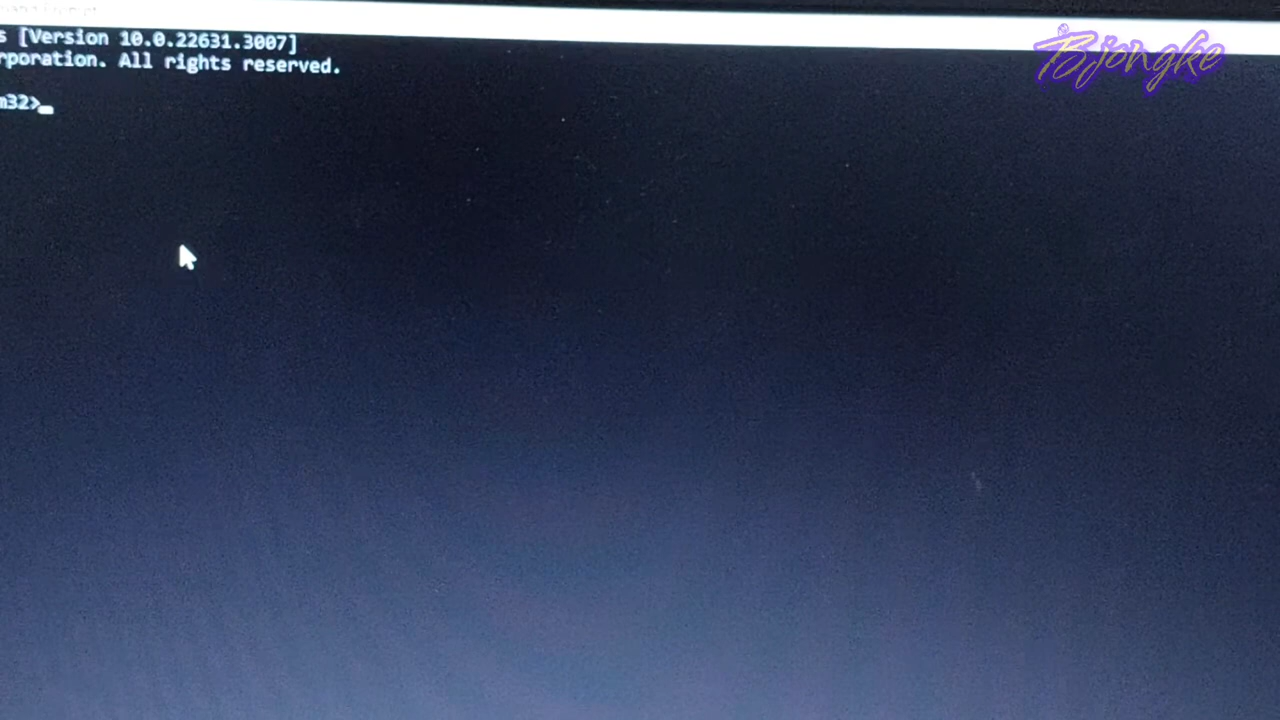 s [Version 10.0.22631.3007]
rporation. All rights reserved.
m32>
Bjongke